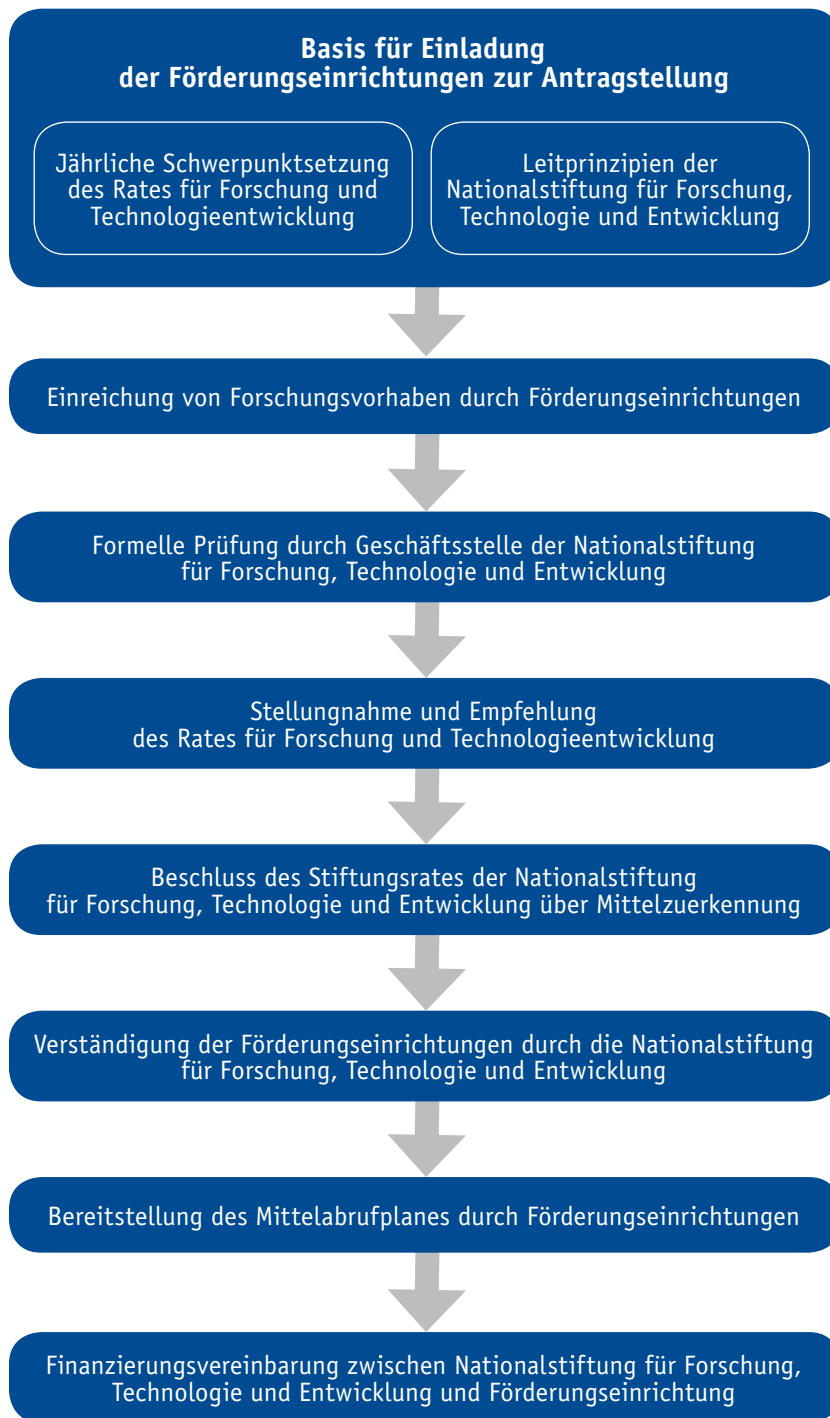 Basis für Einladung
der Förderungseinrichtungen zur Antragstellung
Jährliche Schwerpunktsetzung
des Rates für Forschung und
Technologieentwicklung
Leitprinzipien der
Nationalstiftung für Forschung,
Technologie und Entwicklung
Einreichung von Forschungsvorhaben durch Förderungseinrichtungen
Formelle Prüfung durch Geschäftsstelle der Nationalstiftung
für Forschung, Technologie und Entwicklung
Stellungnahme und Empfehlung
des Rates für Forschung und Technologieentwicklung
Beschluss des Stiftungsrates der Nationalstiftung
für Forschung, Technologie und Entwicklung über Mittelzuerkennung
Verständigung der Förderungseinrichtungen durch die Nationalstiftung
für Forschung, Technologie und Entwicklung
Bereitstellung des Mittelabrufplanes durch Förderungseinrichtungen
Finanzierungsvereinbarung zwischen Nationalstiftung für Forschung,
Technologie und Entwicklung und Förderungseinrichtung